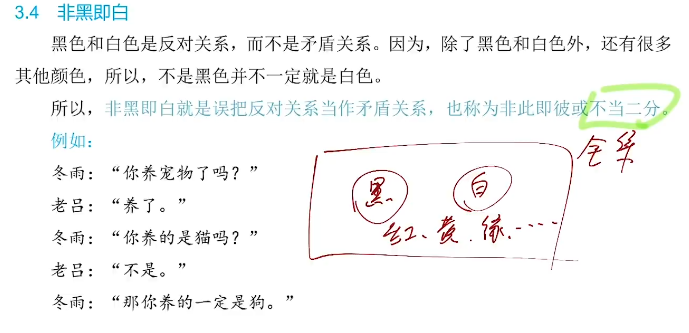 3.4 非黑即白
黑色和白色是反对关系，而不是矛盾关系。因为，除了黑色和白色外，还有很多
其他颜色，所以，不是黑色并不一定就是白色。
所以，非黑即白就是误把反对关系当作矛盾关系，也称为非此即彼或不当二分。
例如：
冬雨：“你养宠物了吗？”
老吕：“养了。”
冬雨：“你养的是猫吗？”
老吕：“不是。”
冬雨：“那你养的一定是狗。”
全集
黑 白
红、黄、绿、……